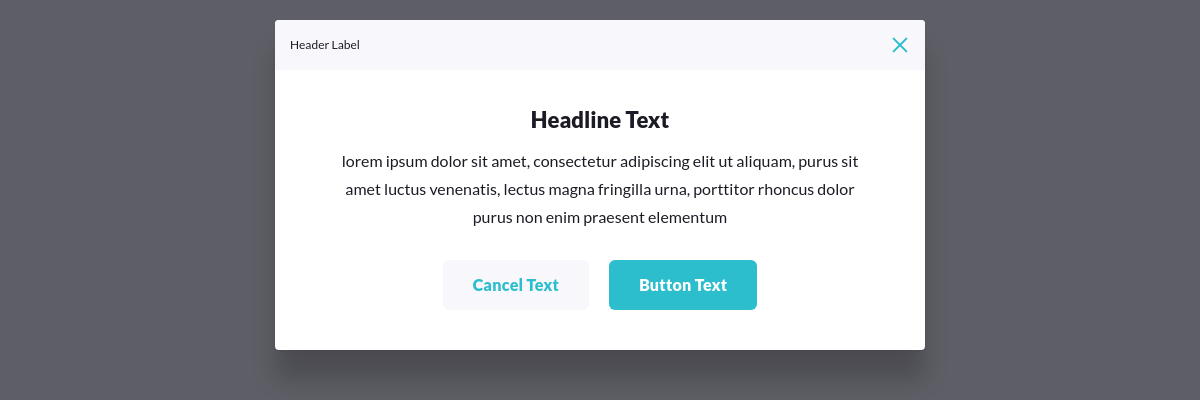 Header Label
Headline Text
lorem ipsum dolor sit amet, consectetur adipiscing elit ut aliquam, purus sit
amet luctus venenatis, lectus magna fringilla urna, porttitor rhoncus dolor
purus non enim praesent elementum
Cancel Text
Button Text